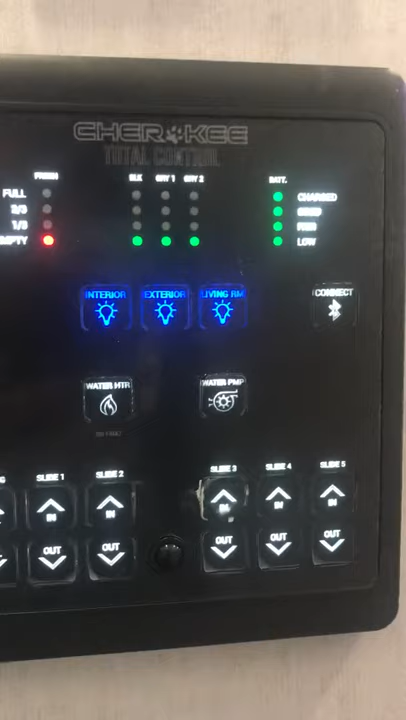 CHEROKEE
TOTAL CONTROL
FRESH BLK GRY 1 GRY 2 BATT.
FULL CHARGED
2/3 GOOD
1/3 FAIR
EMPTY LOW
INTERIOR EXTERIOR LIVING RM CONNECT
WATER HTR WATER PMP
SLIDE 1 SLIDE 2 SLIDE 3 SLIDE 4 SLIDE 5
IN IN IN IN IN
OUT OUT OUT OUT OUT